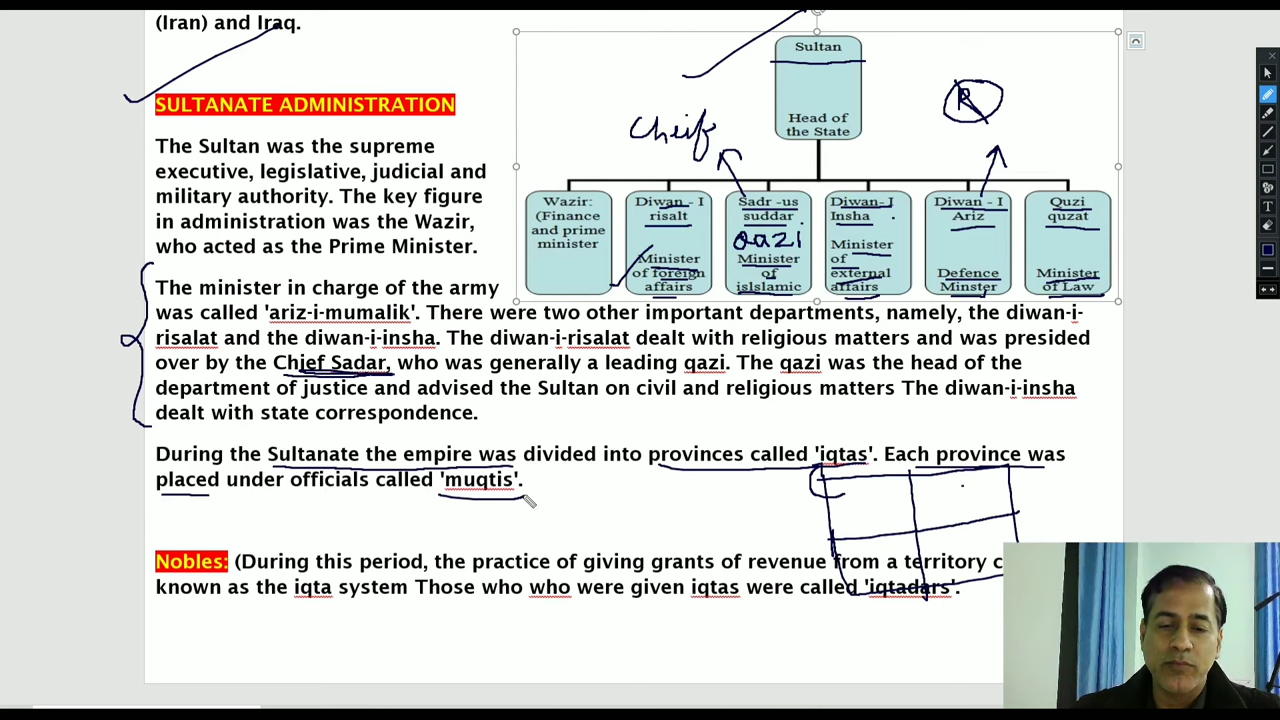 (Iran) and Iraq.
SULTANATE ADMINISTRATION
The Sultan was the supreme
executive, legislative, judicial and
military authority. The key figure
in administration was the Wazir,
who acted as the Prime Minister.
Sultan
Head of
the State
Cheif
R
Wazir:
(Finance
and prime
minister
Diwan - I
risalt
Minister
of foreign
affairs
Sadr -us
suddar
Qazi
Minister
of
islslamic
affairs
Diwan- I
Insha
Minister
of
external
affairs
Diwan - I
Ariz
Defence
Minster
Quzi
quzat
Minister
of Law
The minister in charge of the army
was called 'ariz-i-mumalik'. There were two other important departments, namely, the diwan-i-
risalat and the diwan-i-insha. The diwan-i-risalat dealt with religious matters and was presided
over by the Chief Sadar, who was generally a leading qazi. The qazi was the head of the
department of justice and advised the Sultan on civil and religious matters The diwan-i-insha
dealt with state correspondence.
During the Sultanate the empire was divided into provinces called 'iqtas'. Each province was
placed under officials called 'muqtis'.
Nobles: (During this period, the practice of giving grants of revenue from a territory
known as the iqta system Those who who were given iqtas were called 'iqtadars'.